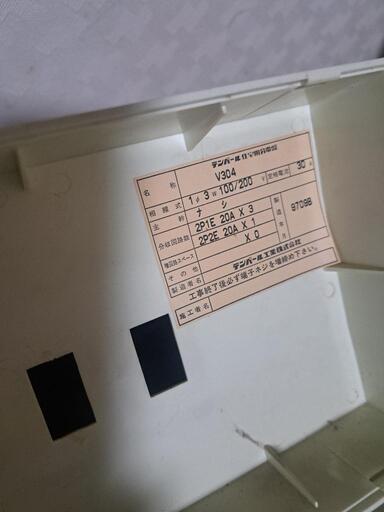 テンパール住宅用分電盤
名称 V304
相線式 1φ3W 100/200 V 定格電流 30 A
主幹 ナシ
分岐回路数 2P1E 20A X 3
2P2E 20A X 1
増回路スペース X 0
製造年月 9709B
その他
製造者名 テンパール工業株式会社
工事終了後必ず端子ネジを増締め下さい。
施工者名